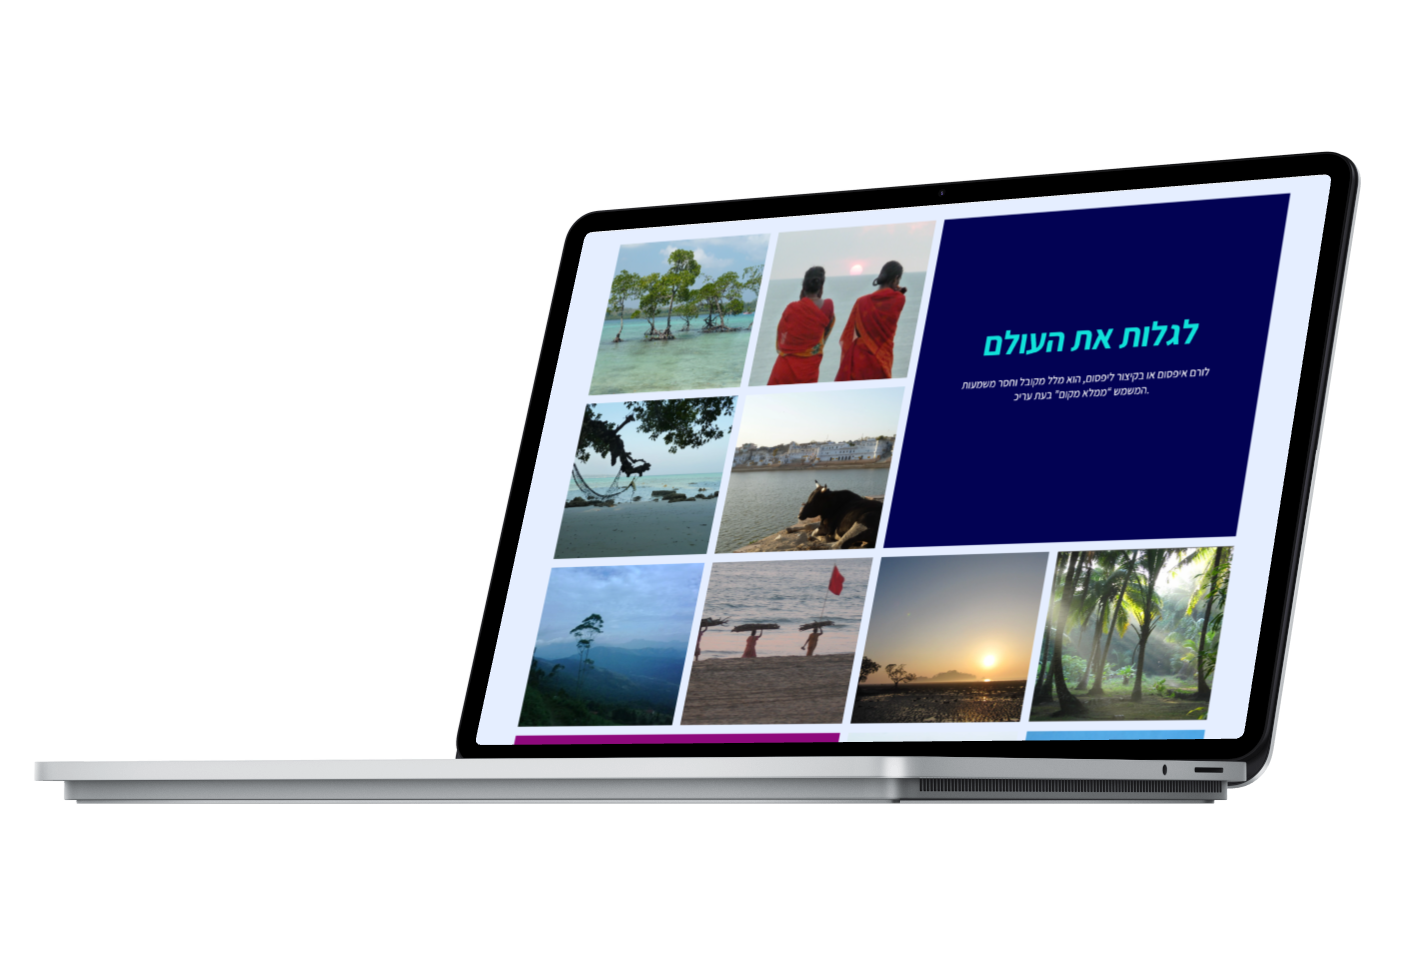 לגלות את העולם
לורם איפסום או בקיצור ליפסום, הוא מלל מקובל וחסר משמעות
המשמש "ממלא מקום" בעת עריכ.